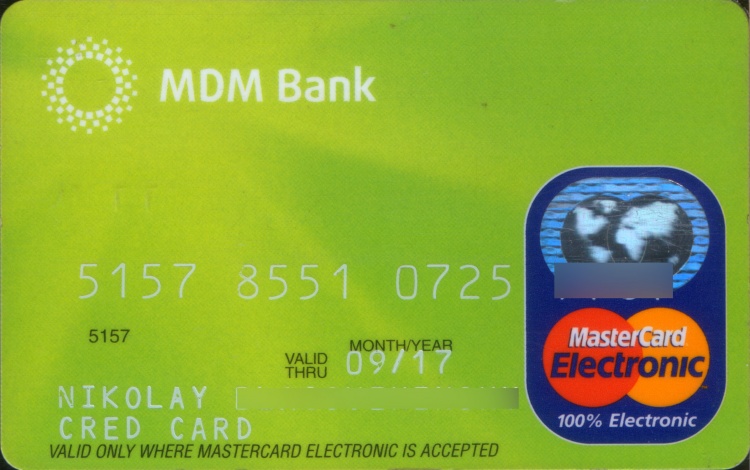 MDM Bank
5157 8551 0725
5157
MONTH/YEAR
VALID
THRU 09/17
NIKOLAY
CRED CARD
VALID ONLY WHERE MASTERCARD ELECTRONIC IS ACCEPTED
MasterCard
Electronic
100% Electronic